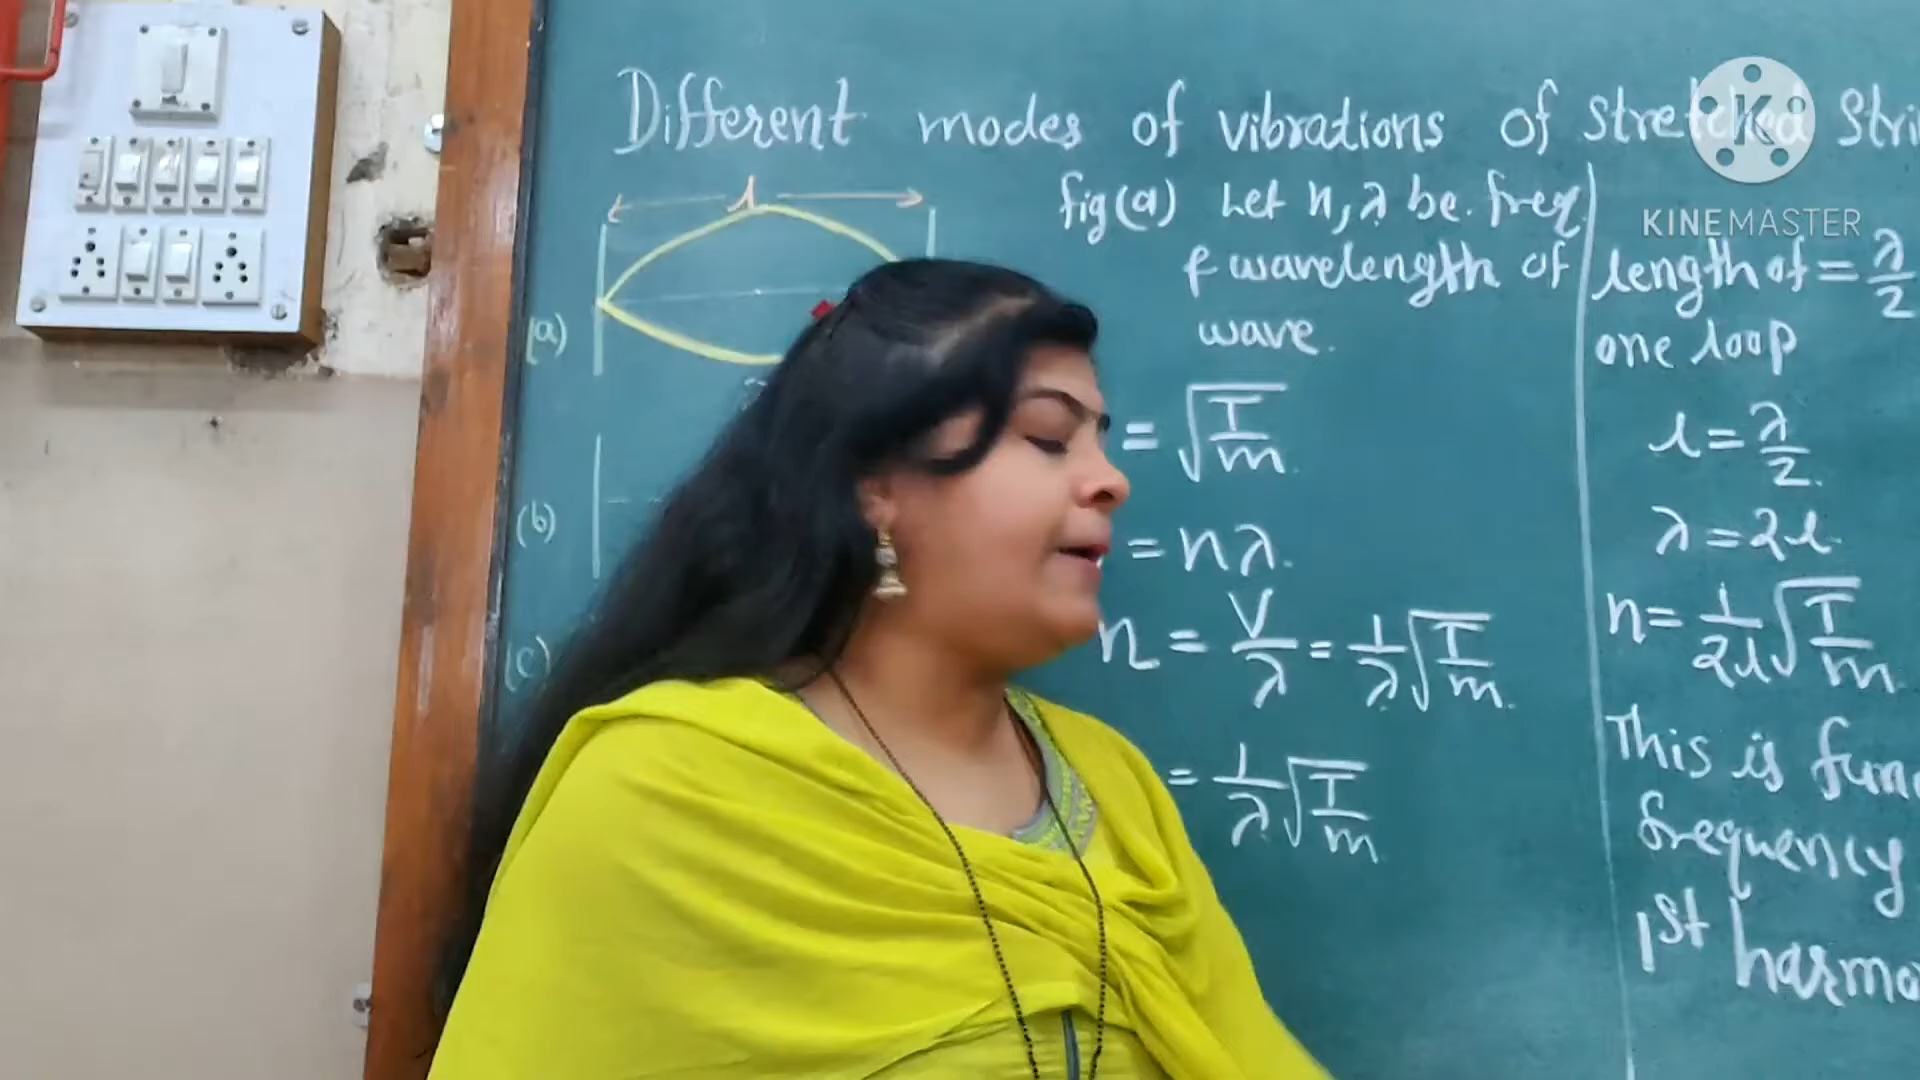 Different modes of vibrations of stretched Stri
l
fig(a) Let n, λ be. freq.
& wavelength of
wave.
= √T/m
= nλ.
n = V/λ = 1/λ √T/m.
= 1/λ √T/m
length of = λ/2
one loop
l = λ/2.
λ = 2l.
n = 1/2l √T/m
This is fun
frequency
1st harmo
(a)
(b)
(c)
K
KINEMASTER